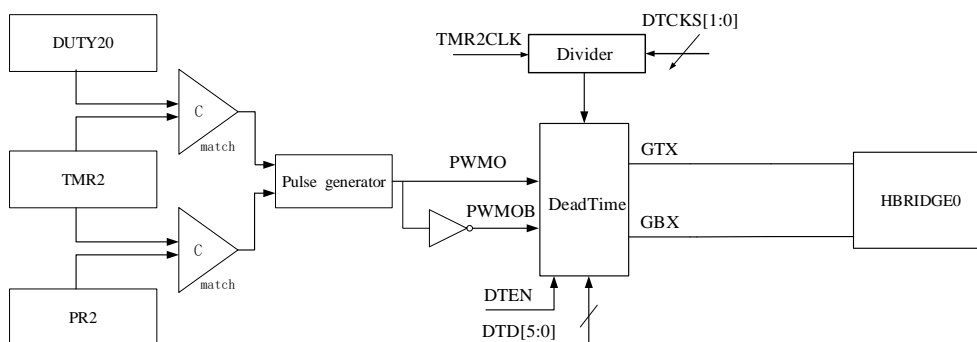 DUTY20
TMR2
PR2
C
match
C
match
Pulse generator
PWMO
PWMOB
TMR2CLK
Divider
DTCKS[1:0]
DeadTime
DTEN
DTD[5:0]
GTX
GBX
HBRIDGE0